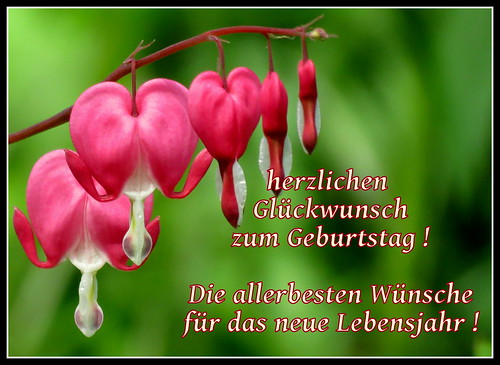 herzlichen
Glückwunsch
zum Geburtstag !
Die allerbesten Wünsche
für das neue Lebensjahr !